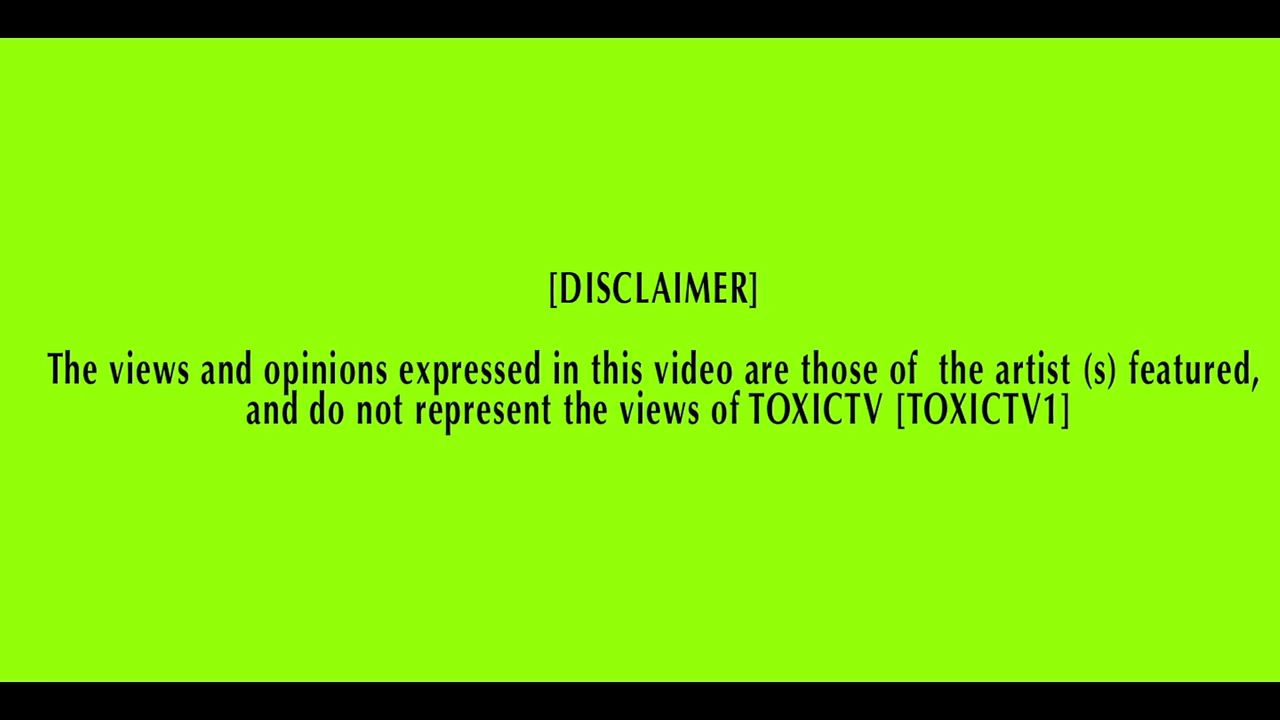 [DISCLAIMER]
The views and opinions expressed in this video are those of  the artist (s) featured,
and do not represent the views of TOXICTV [TOXICTV1]